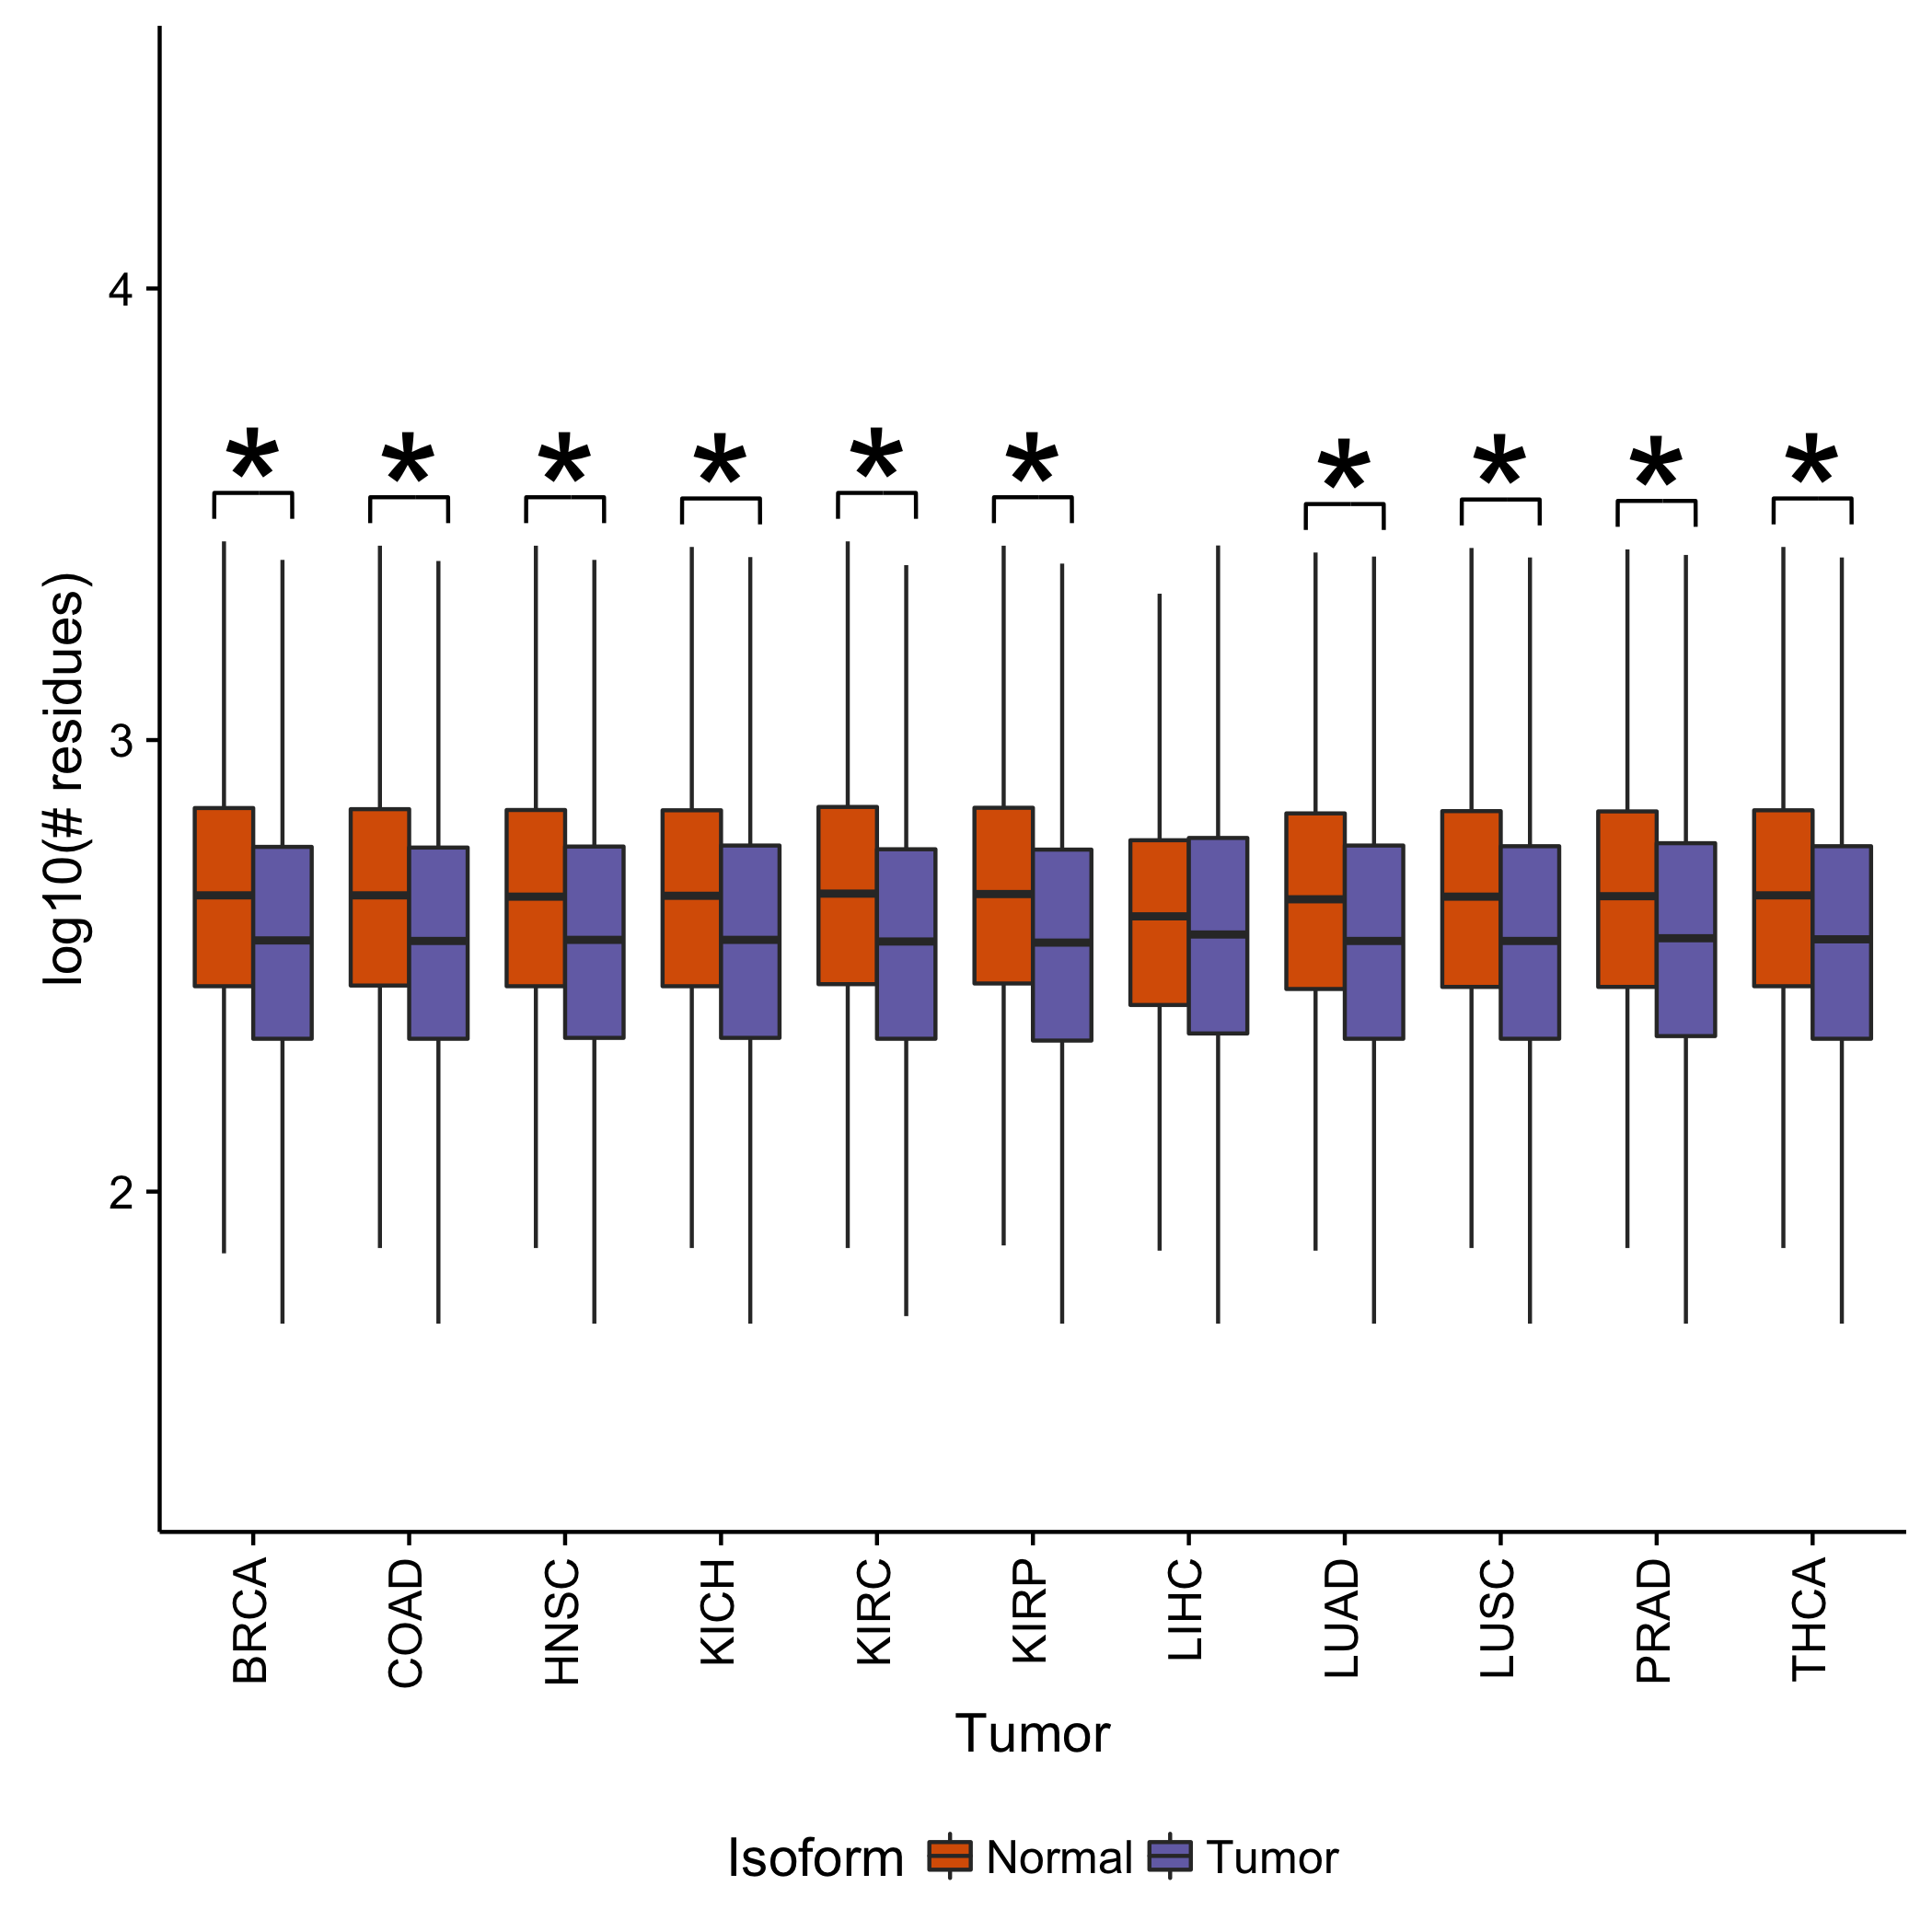 log10(# residues)
4
3
2
* * * * * * * * * *
BRCA COAD HNSC KICH KIRC KIRP LIHC LUAD LUSC PRAD THCA
Tumor
Isoform Normal Tumor